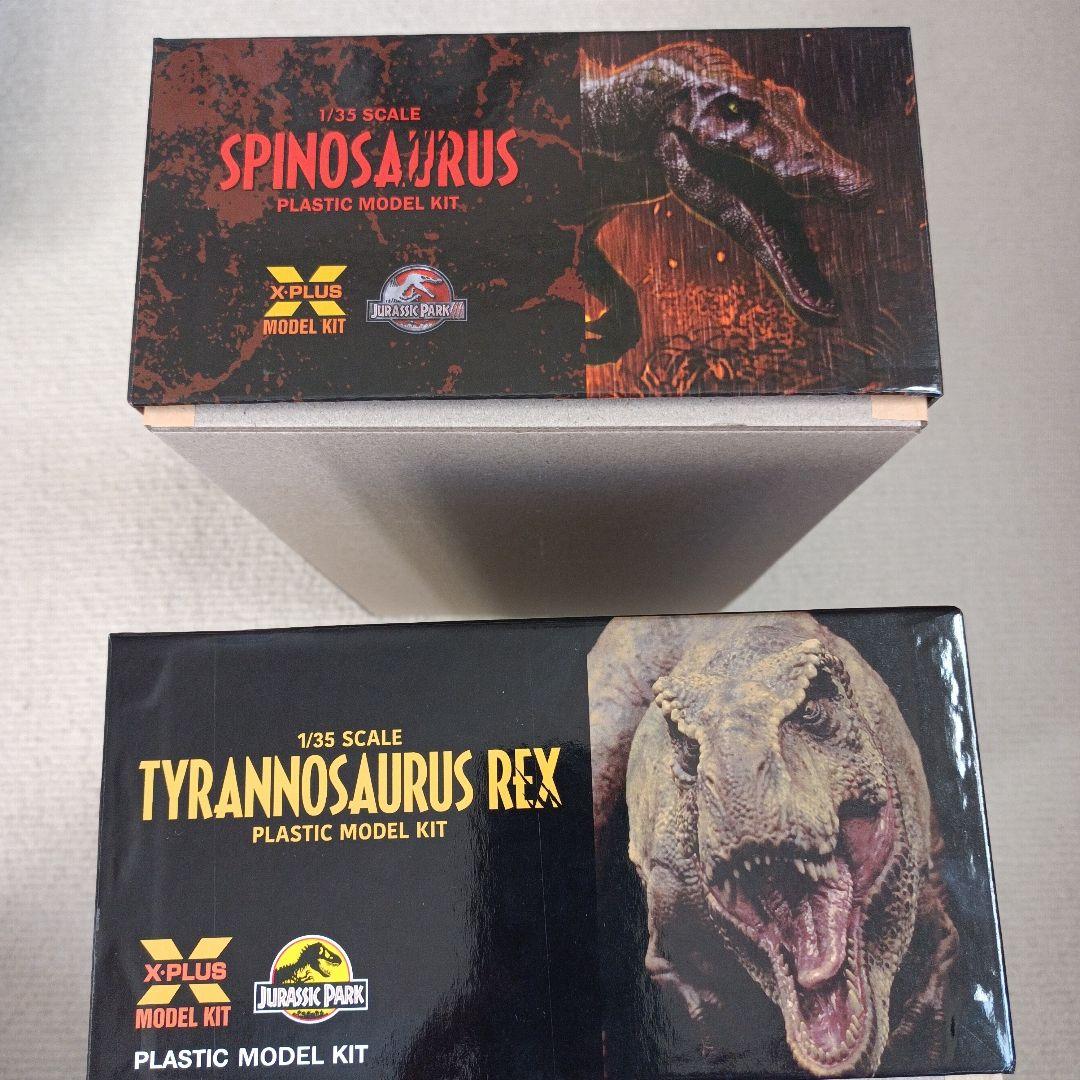 1/35 SCALE
SPINOSAURUS
PLASTIC MODEL KIT
X-PLUS
MODEL KIT
JURASSIC PARK III
1/35 SCALE
TYRANNOSAURUS REX
PLASTIC MODEL KIT
X-PLUS
MODEL KIT
JURASSIC PARK
PLASTIC MODEL KIT